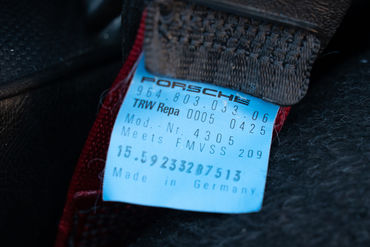 PORSCHE
964.803.033.06
TRW Repa 0005 0425
Mod.-Nr. 4305
Meets FMVSS 209
15.592332B7513
Made in Germany